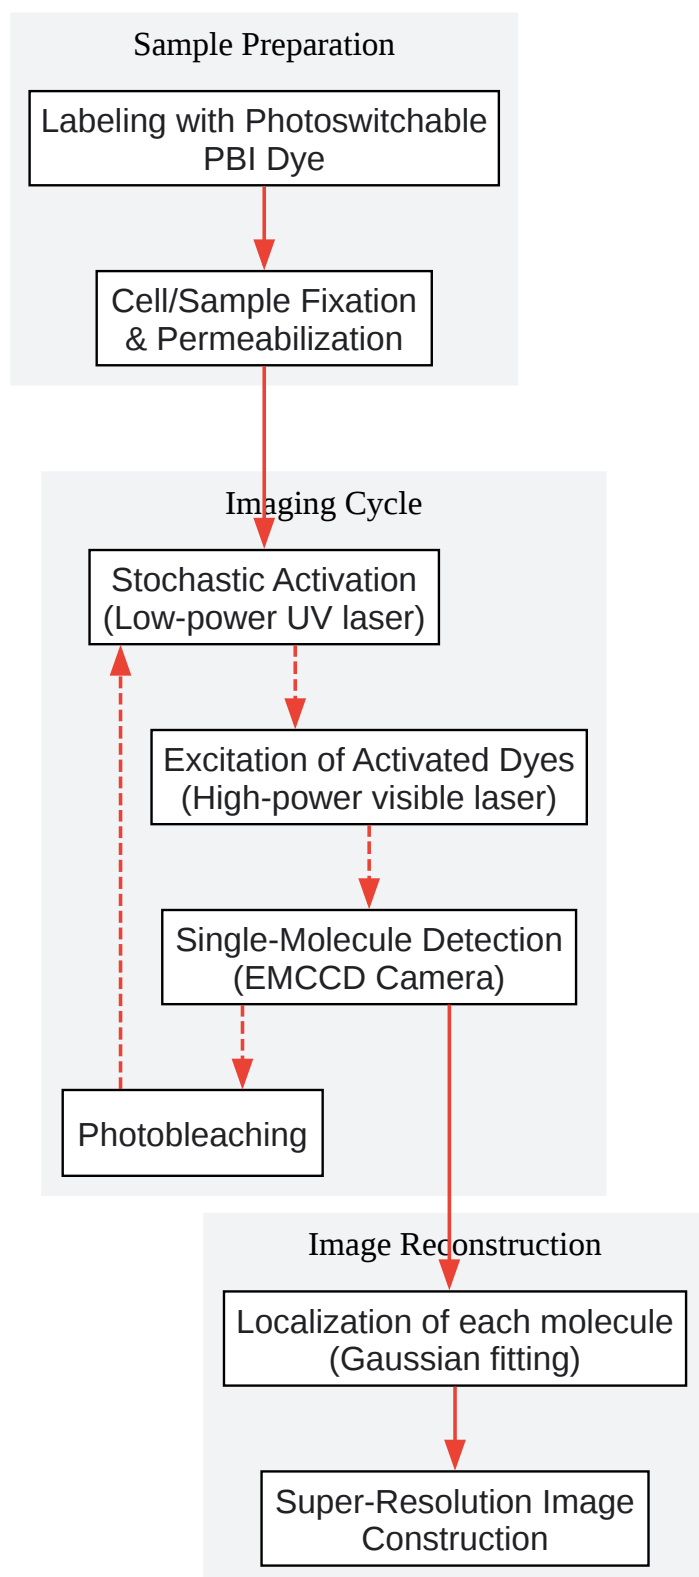 Sample Preparation
Labeling with Photoswitchable
PBI Dye
Cell/Sample Fixation
& Permeabilization
Imaging Cycle
Stochastic Activation
(Low-power UV laser)
Excitation of Activated Dyes
(High-power visible laser)
Single-Molecule Detection
(EMCCD Camera)
Photobleaching
Image Reconstruction
Localization of each molecule
(Gaussian fitting)
Super-Resolution Image
Construction